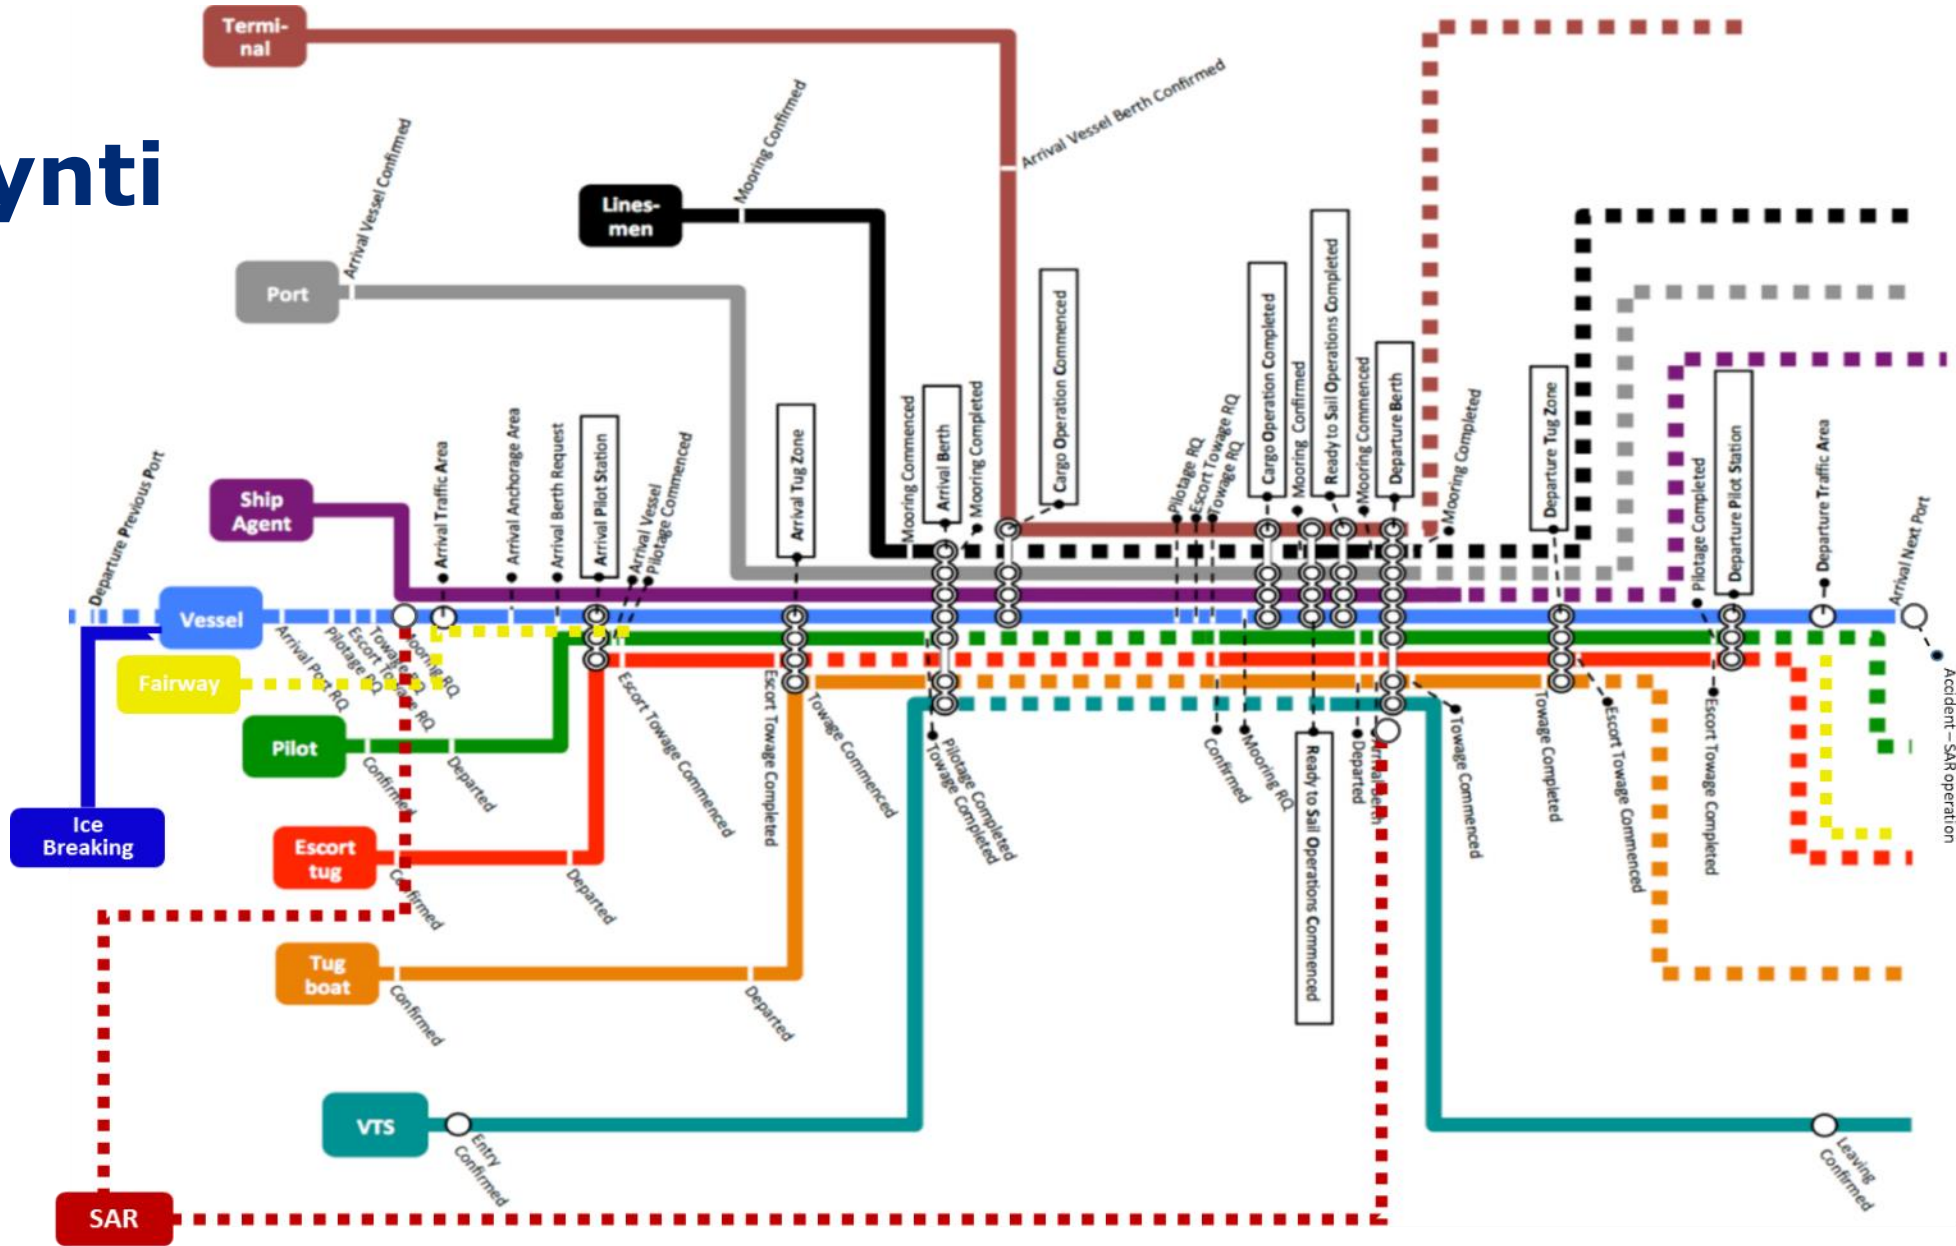 Termi-
nal
ynti
Mooring Confirmed
Arrival Vessel Berth Confirmed
Arrival Vessel Confirmed
Lines-
men
Port
Cargo Operation Commenced
Cargo Operation Completed
Mooring Confirmed
Ready to Sail Operations Completed
Mooring Commenced
Departure Berth
Mooring Completed
Departure Previous Port
Ship
Agent
Arrival Traffic Area
Arrival Anchorage Area
Arrival Berth Request
Arrival Pilot Station
Arrival Vessel
Pilotage Commenced
Arrival Tug Zone
Mooring Commenced
Arrival Berth
Mooring Completed
Pilotage RQ
Escort Towage RQ
Towage RQ
Departure Tug Zone
Pilotage Completed
Departure Pilot Station
Departure Traffic Area
Arrival Next Port
Vessel
Arrival Port RQ
Pilotage RQ
Escort Towage RQ
Towage RQ
Mooring RQ
Fairway
Pilot
Confirmed
Departed
Escort Towage Commenced
Escort Towage Completed
Towage Commenced
Pilotage Completed
Towage Completed
Confirmed
Mooring RQ
Ready to Sail Operations Commenced
Departed
Arrival Berth
Towage Commenced
Towage Completed
Escort Towage Commenced
Escort Towage Completed
Accident – SAR operation
Ice
Breaking
Escort
tug
Confirmed
Departed
Tug
boat
Confirmed
Departed
VTS
Entry
Confirmed
Leaving
Confirmed
SAR